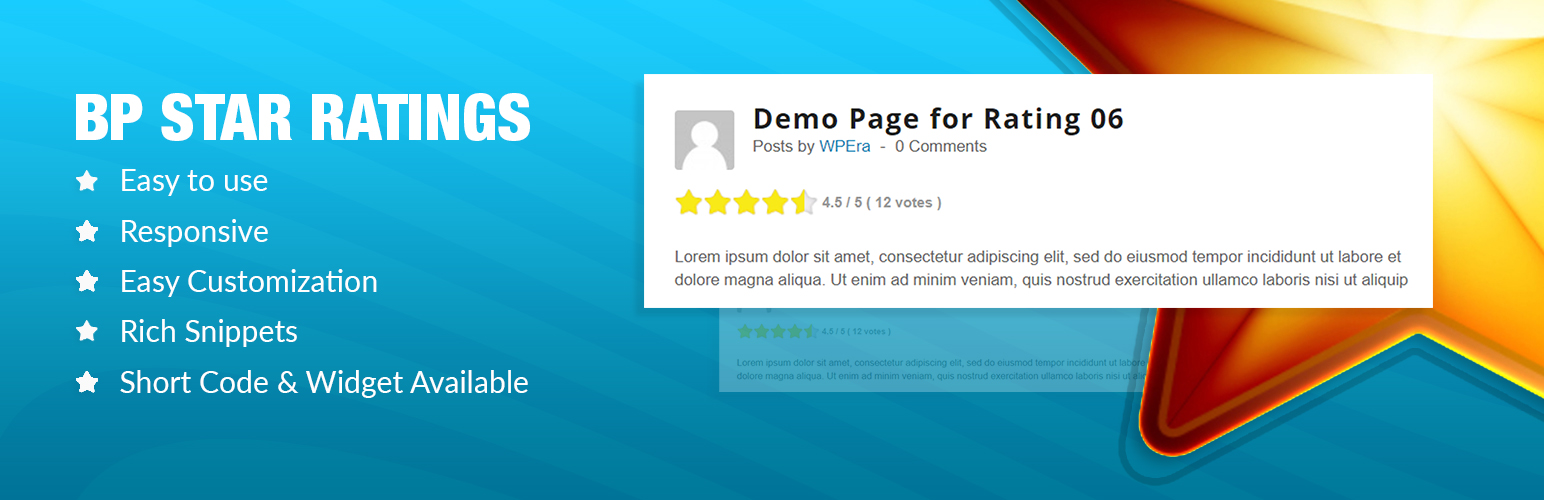 BP STAR RATINGS
Easy to use
Responsive
Easy Customization
Rich Snippets
Short Code & Widget Available
Demo Page for Rating 06
Posts by WPEra - 0 Comments
4.5 / 5 ( 12 votes )
Lorem ipsum dolor sit amet, consectetur adipiscing elit, sed do eiusmod tempor incididunt ut labore et
dolore magna aliqua. Ut enim ad minim veniam, quis nostrud exercitation ullamco laboris nisi ut aliquip
4.5 / 5 ( 12 votes )
Lorem ipsum dolor sit amet, consectetur adipiscing elit, sed do eiusmod tempor incididunt ut labore
dolore magna aliqua. Ut enim ad minim veniam, quis nostrud exercitation ullamco laboris nisi ut